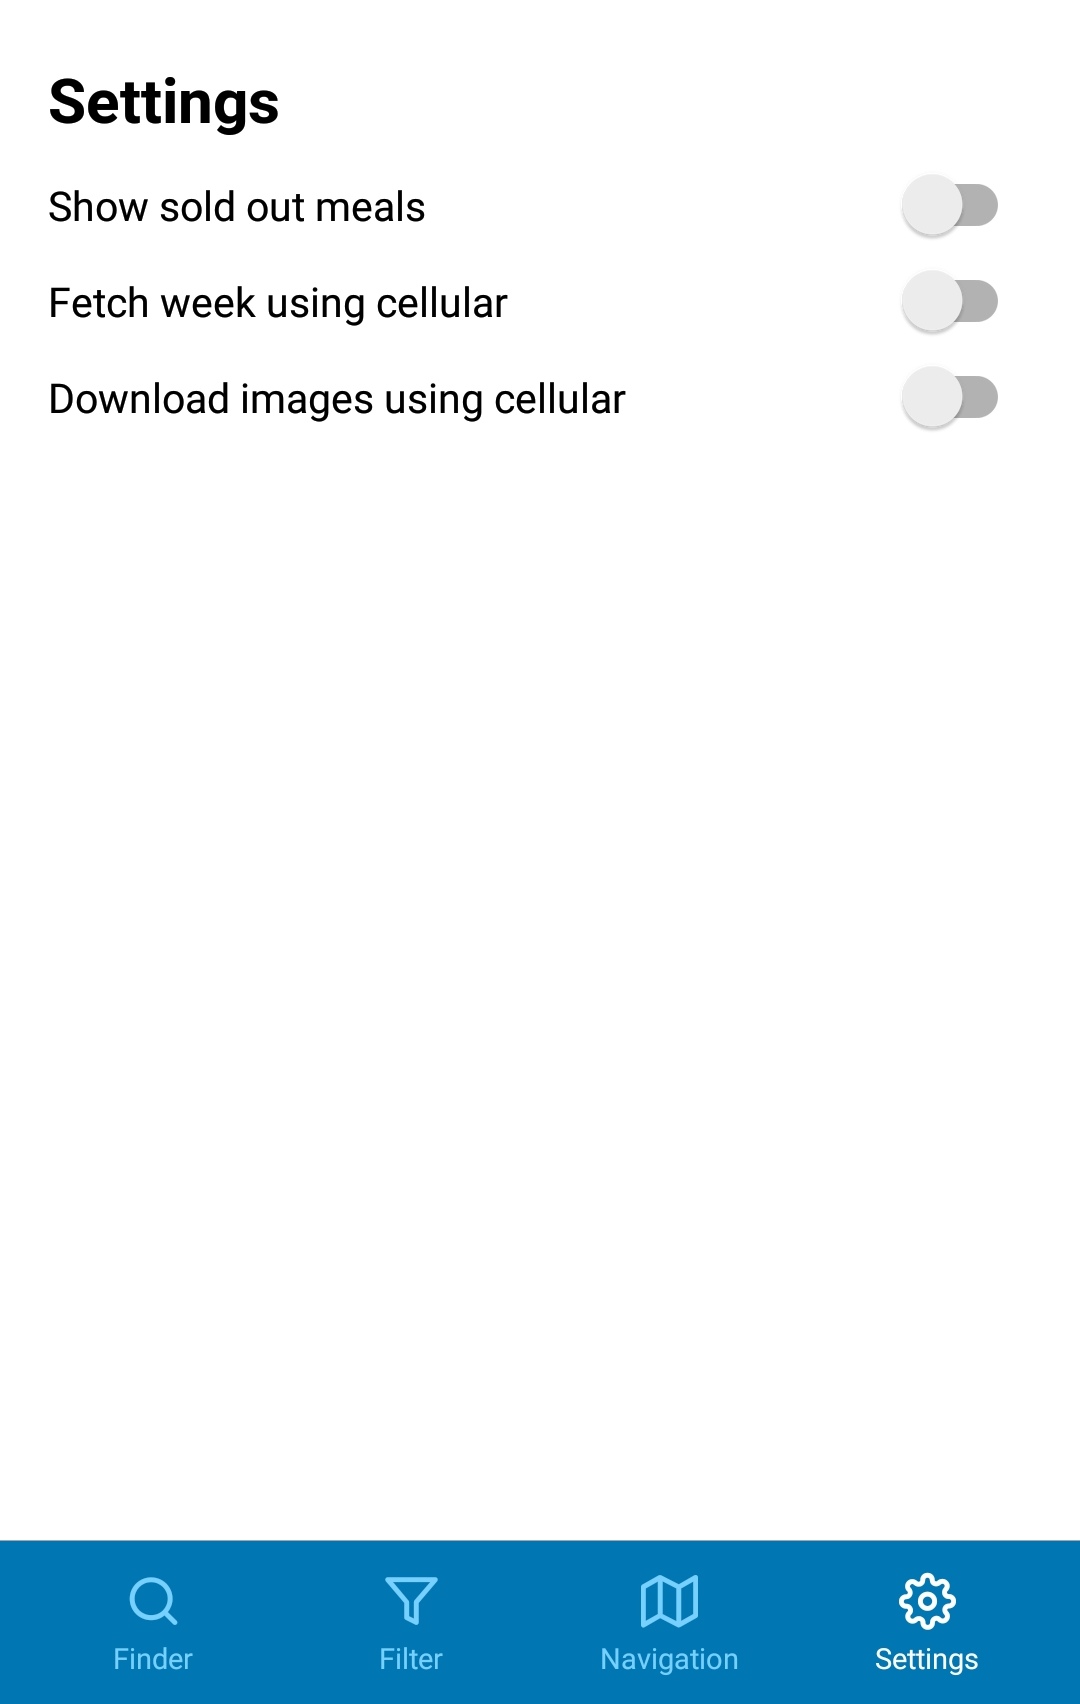 Settings
Show sold out meals
Fetch week using cellular
Download images using cellular
Finder
Filter
Navigation
Settings